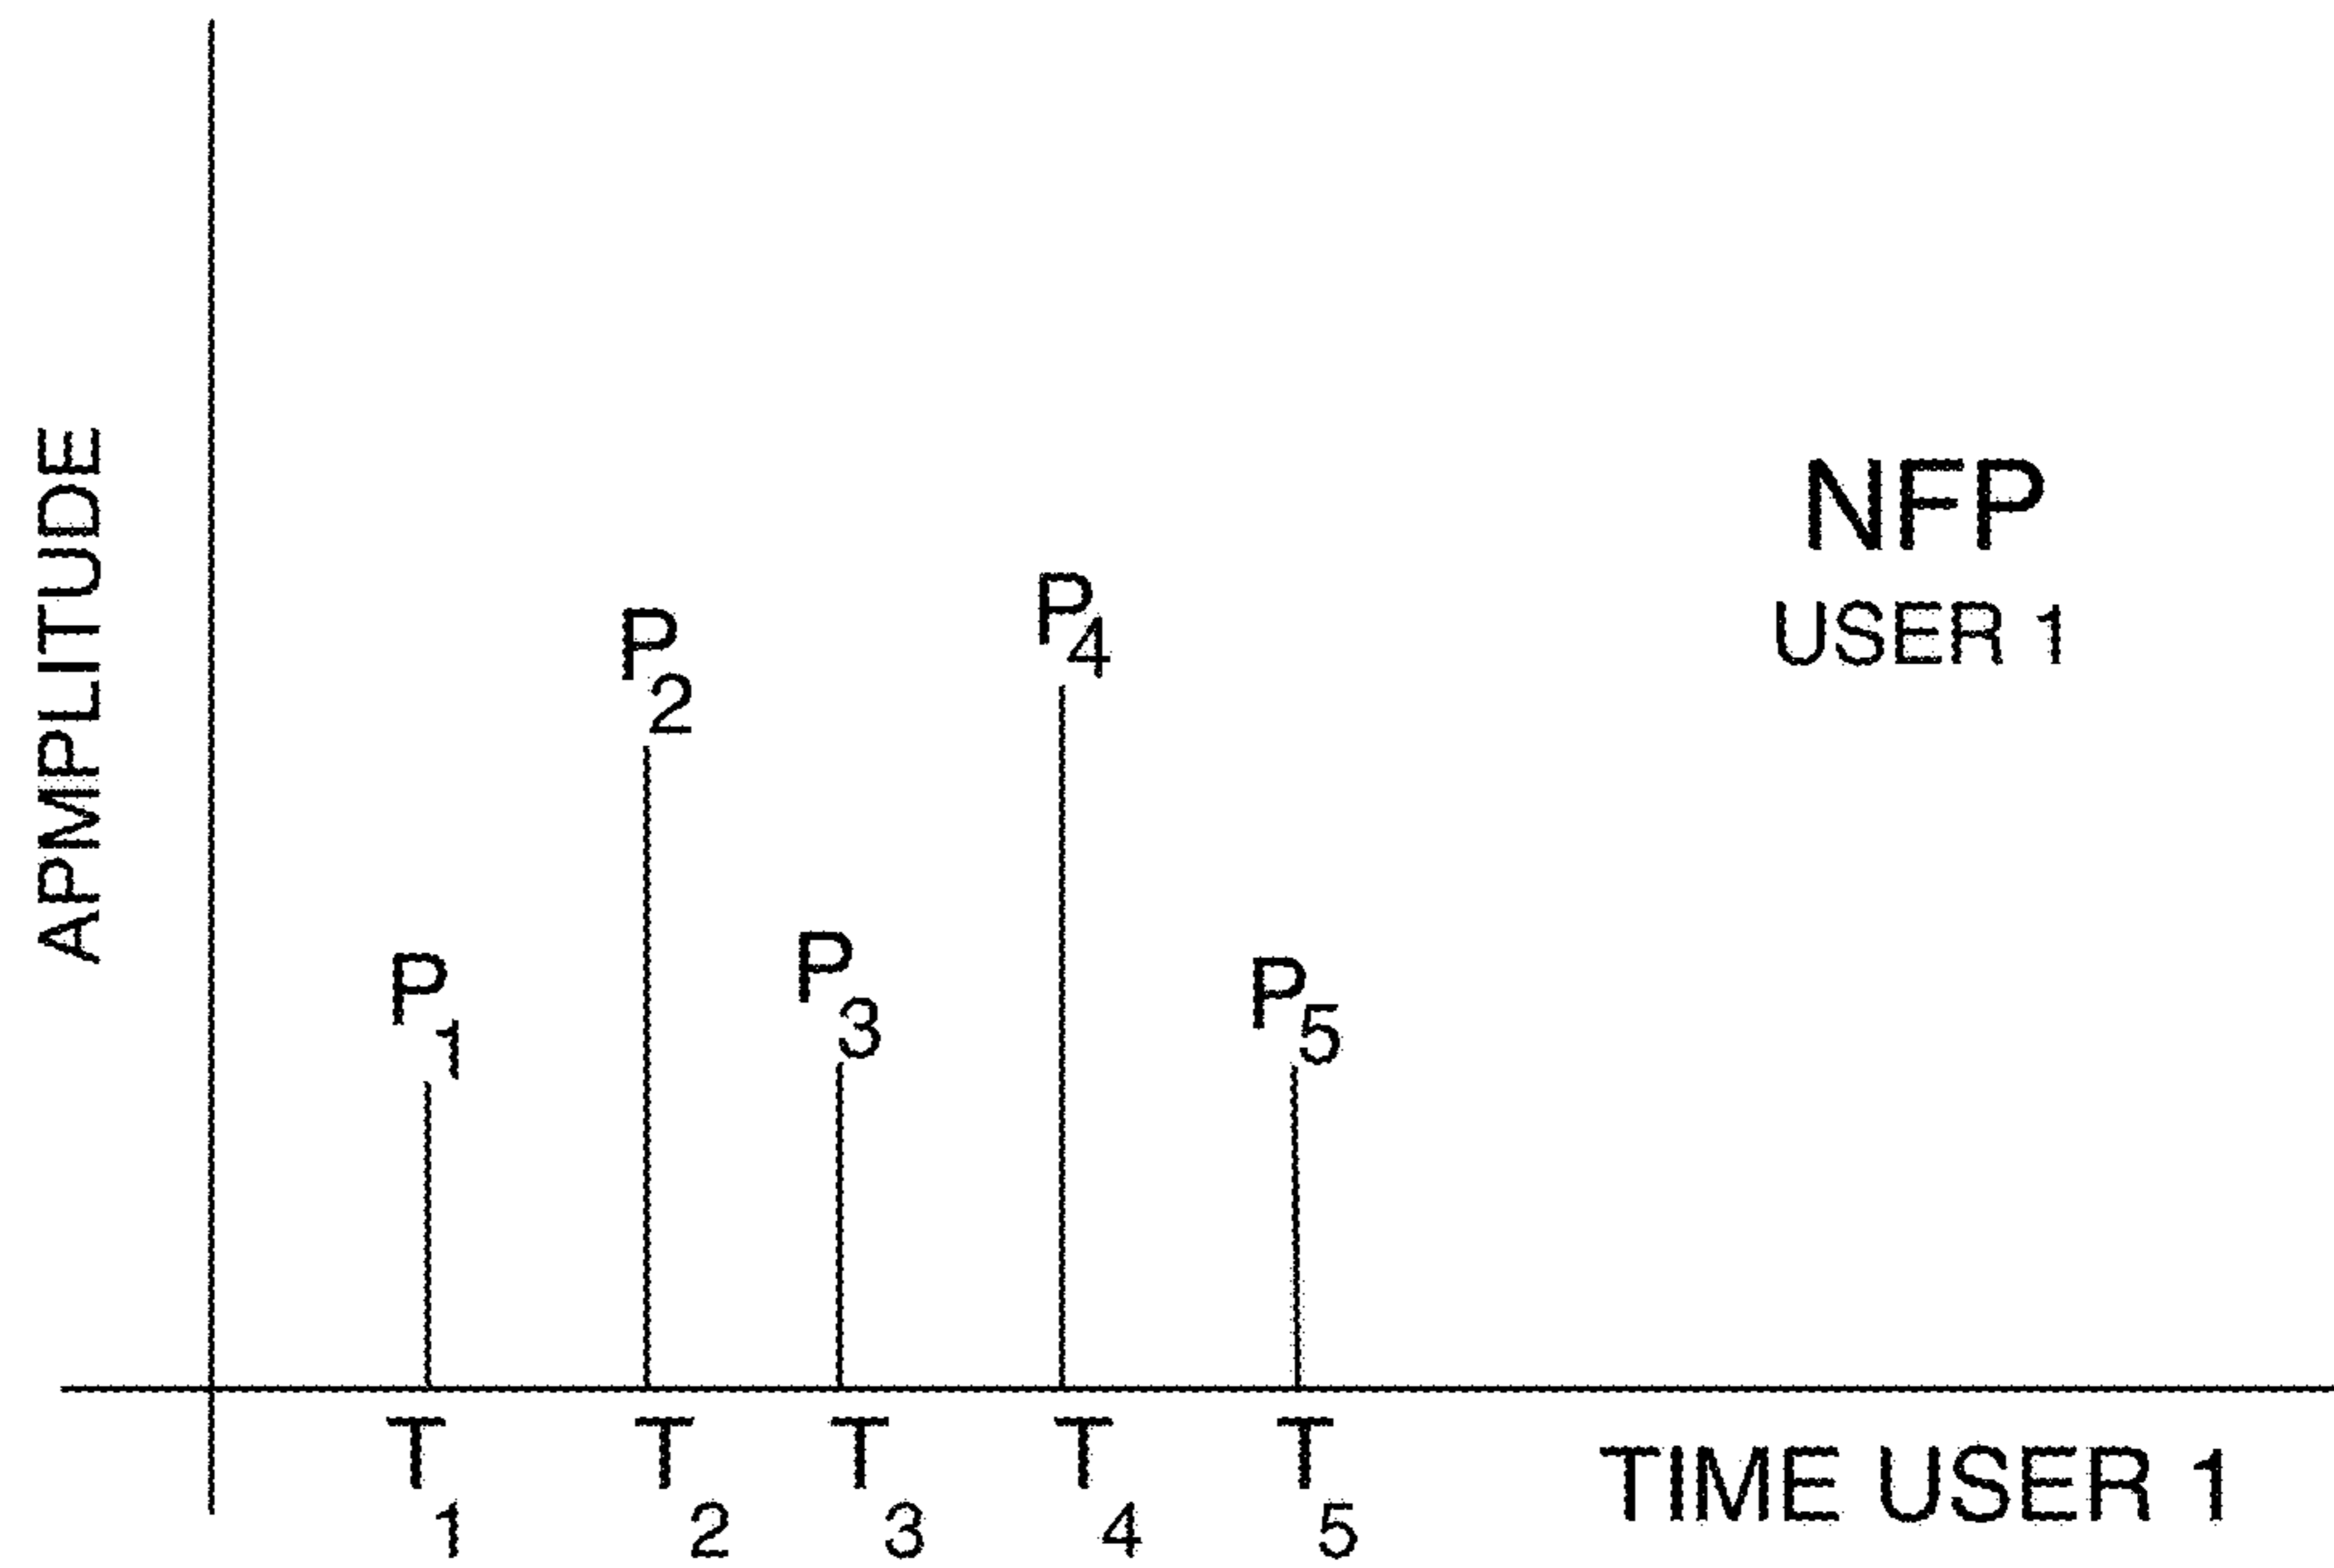 APMPLITUDE
NFP
USER 1
P4
P2
P3
P1
P5
T1 T2 T3 T4 T5
TIME USER 1